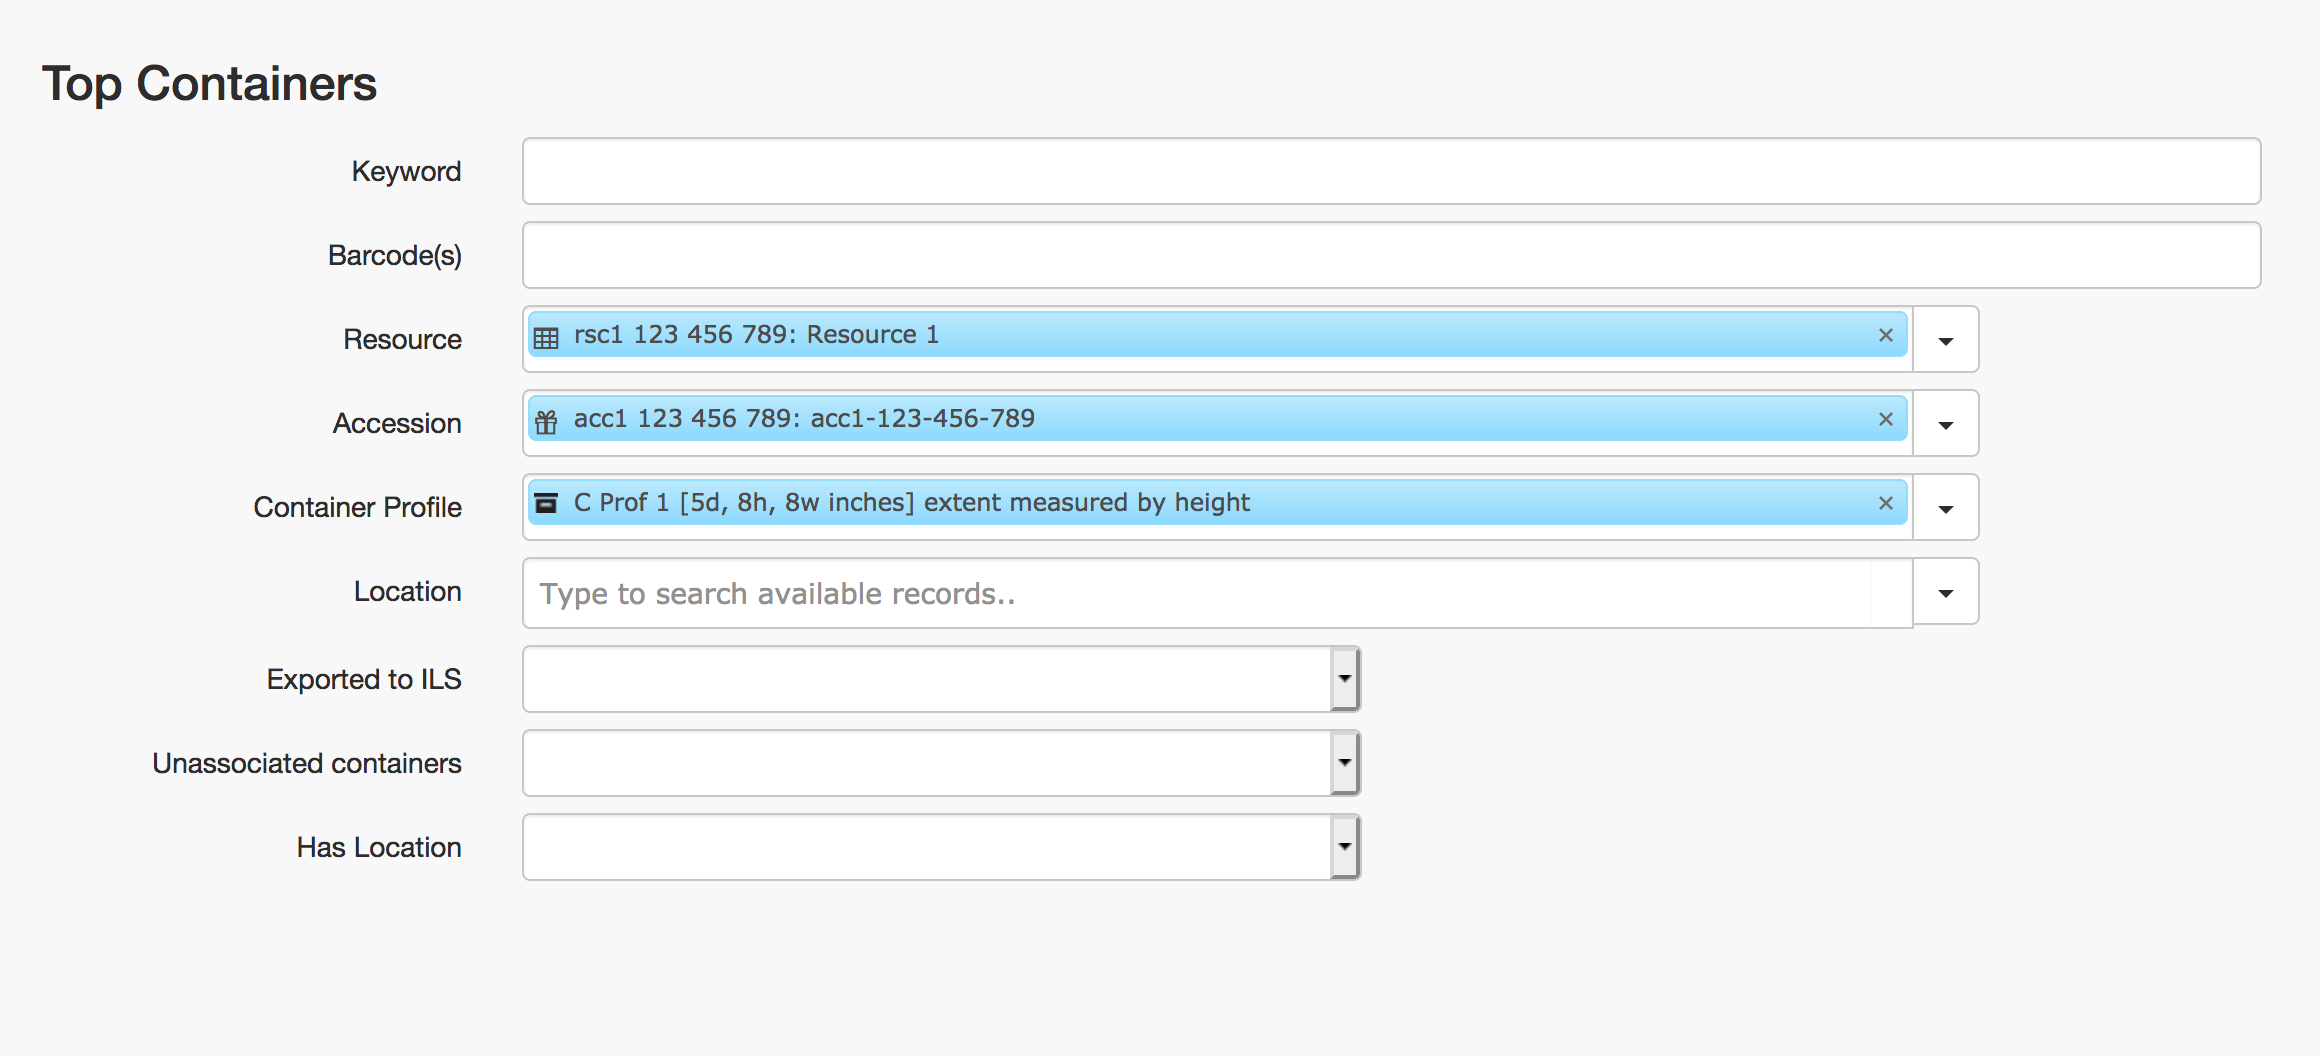 Top Containers
Keyword
Barcode(s)
Resource rsc1 123 456 789: Resource 1 ×
Accession acc1 123 456 789: acc1-123-456-789 ×
Container Profile C Prof 1 [5d, 8h, 8w inches] extent measured by height ×
Location Type to search available records..
Exported to ILS
Unassociated containers
Has Location